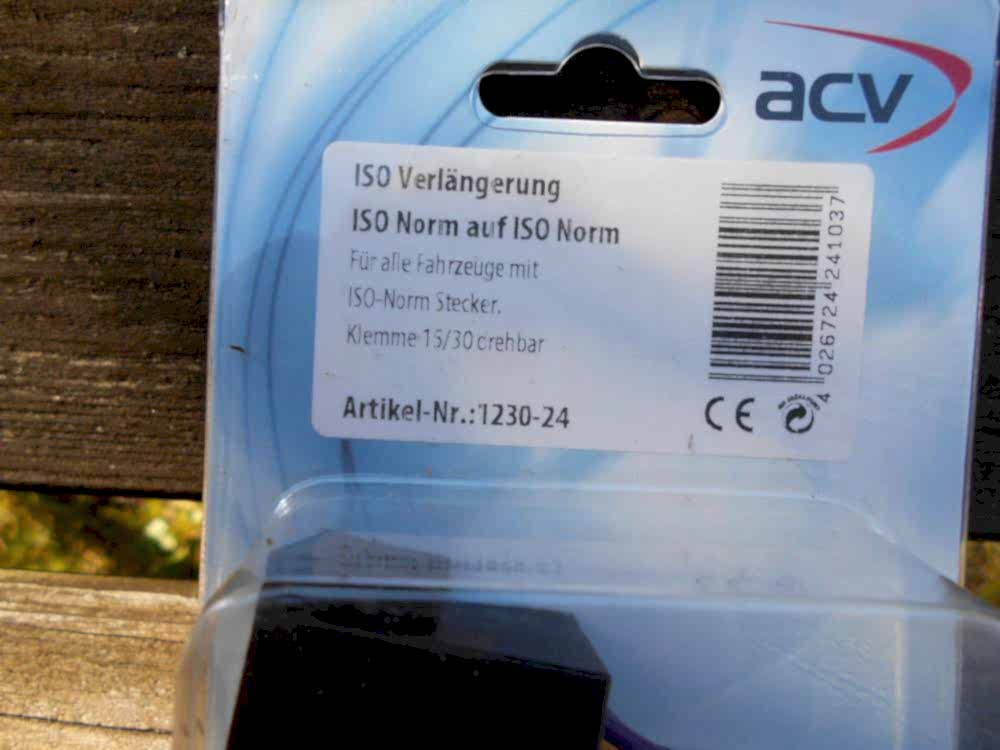 acv
ISO Verlängerung
ISO Norm auf ISO Norm
Für alle Fahrzeuge mit
ISO-Norm Stecker.
Klemme 15/30 drehbar
Artikel-Nr.:1230-24
4 026724 241037
CE